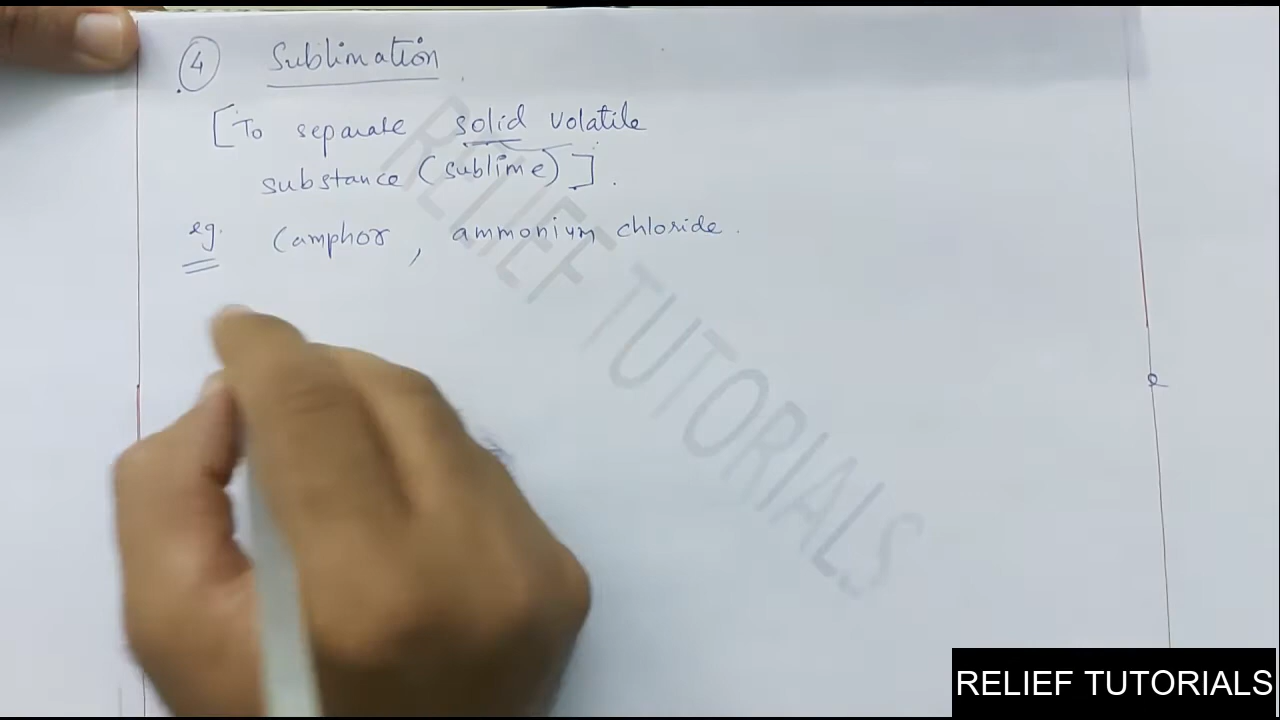 4 Sublimation
[To separate solid volatile
substance (sublime)].
eg. Camphor, ammonium chloride.
RELIEF TUTORIALS
RELIEF TUTORIALS